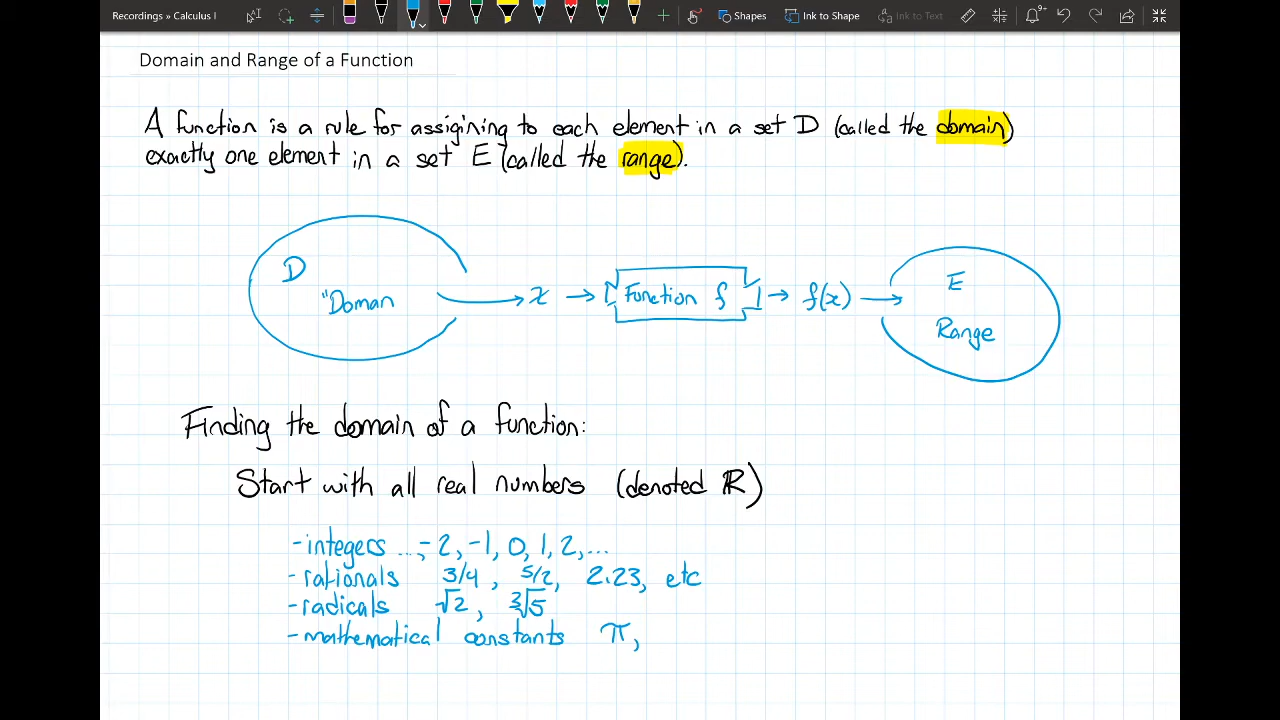 Recordings » Calculus I
Shapes
Ink to Shape
Ink to Text
9+
Domain and Range of a Function
A function is a rule for assigining to each element in a set D (called the domain)
exactly one element in a set E (called the range).
D
"Doman
x
Function f
f(x)
E
Range
Finding the domain of a function:
Start with all real numbers (denoted ℝ)
- integers ..., -2, -1, 0, 1, 2, ...
- rationals 3/4, 5/2, 2.23, etc
- radicals √2, ³√5
- mathematical constants π,